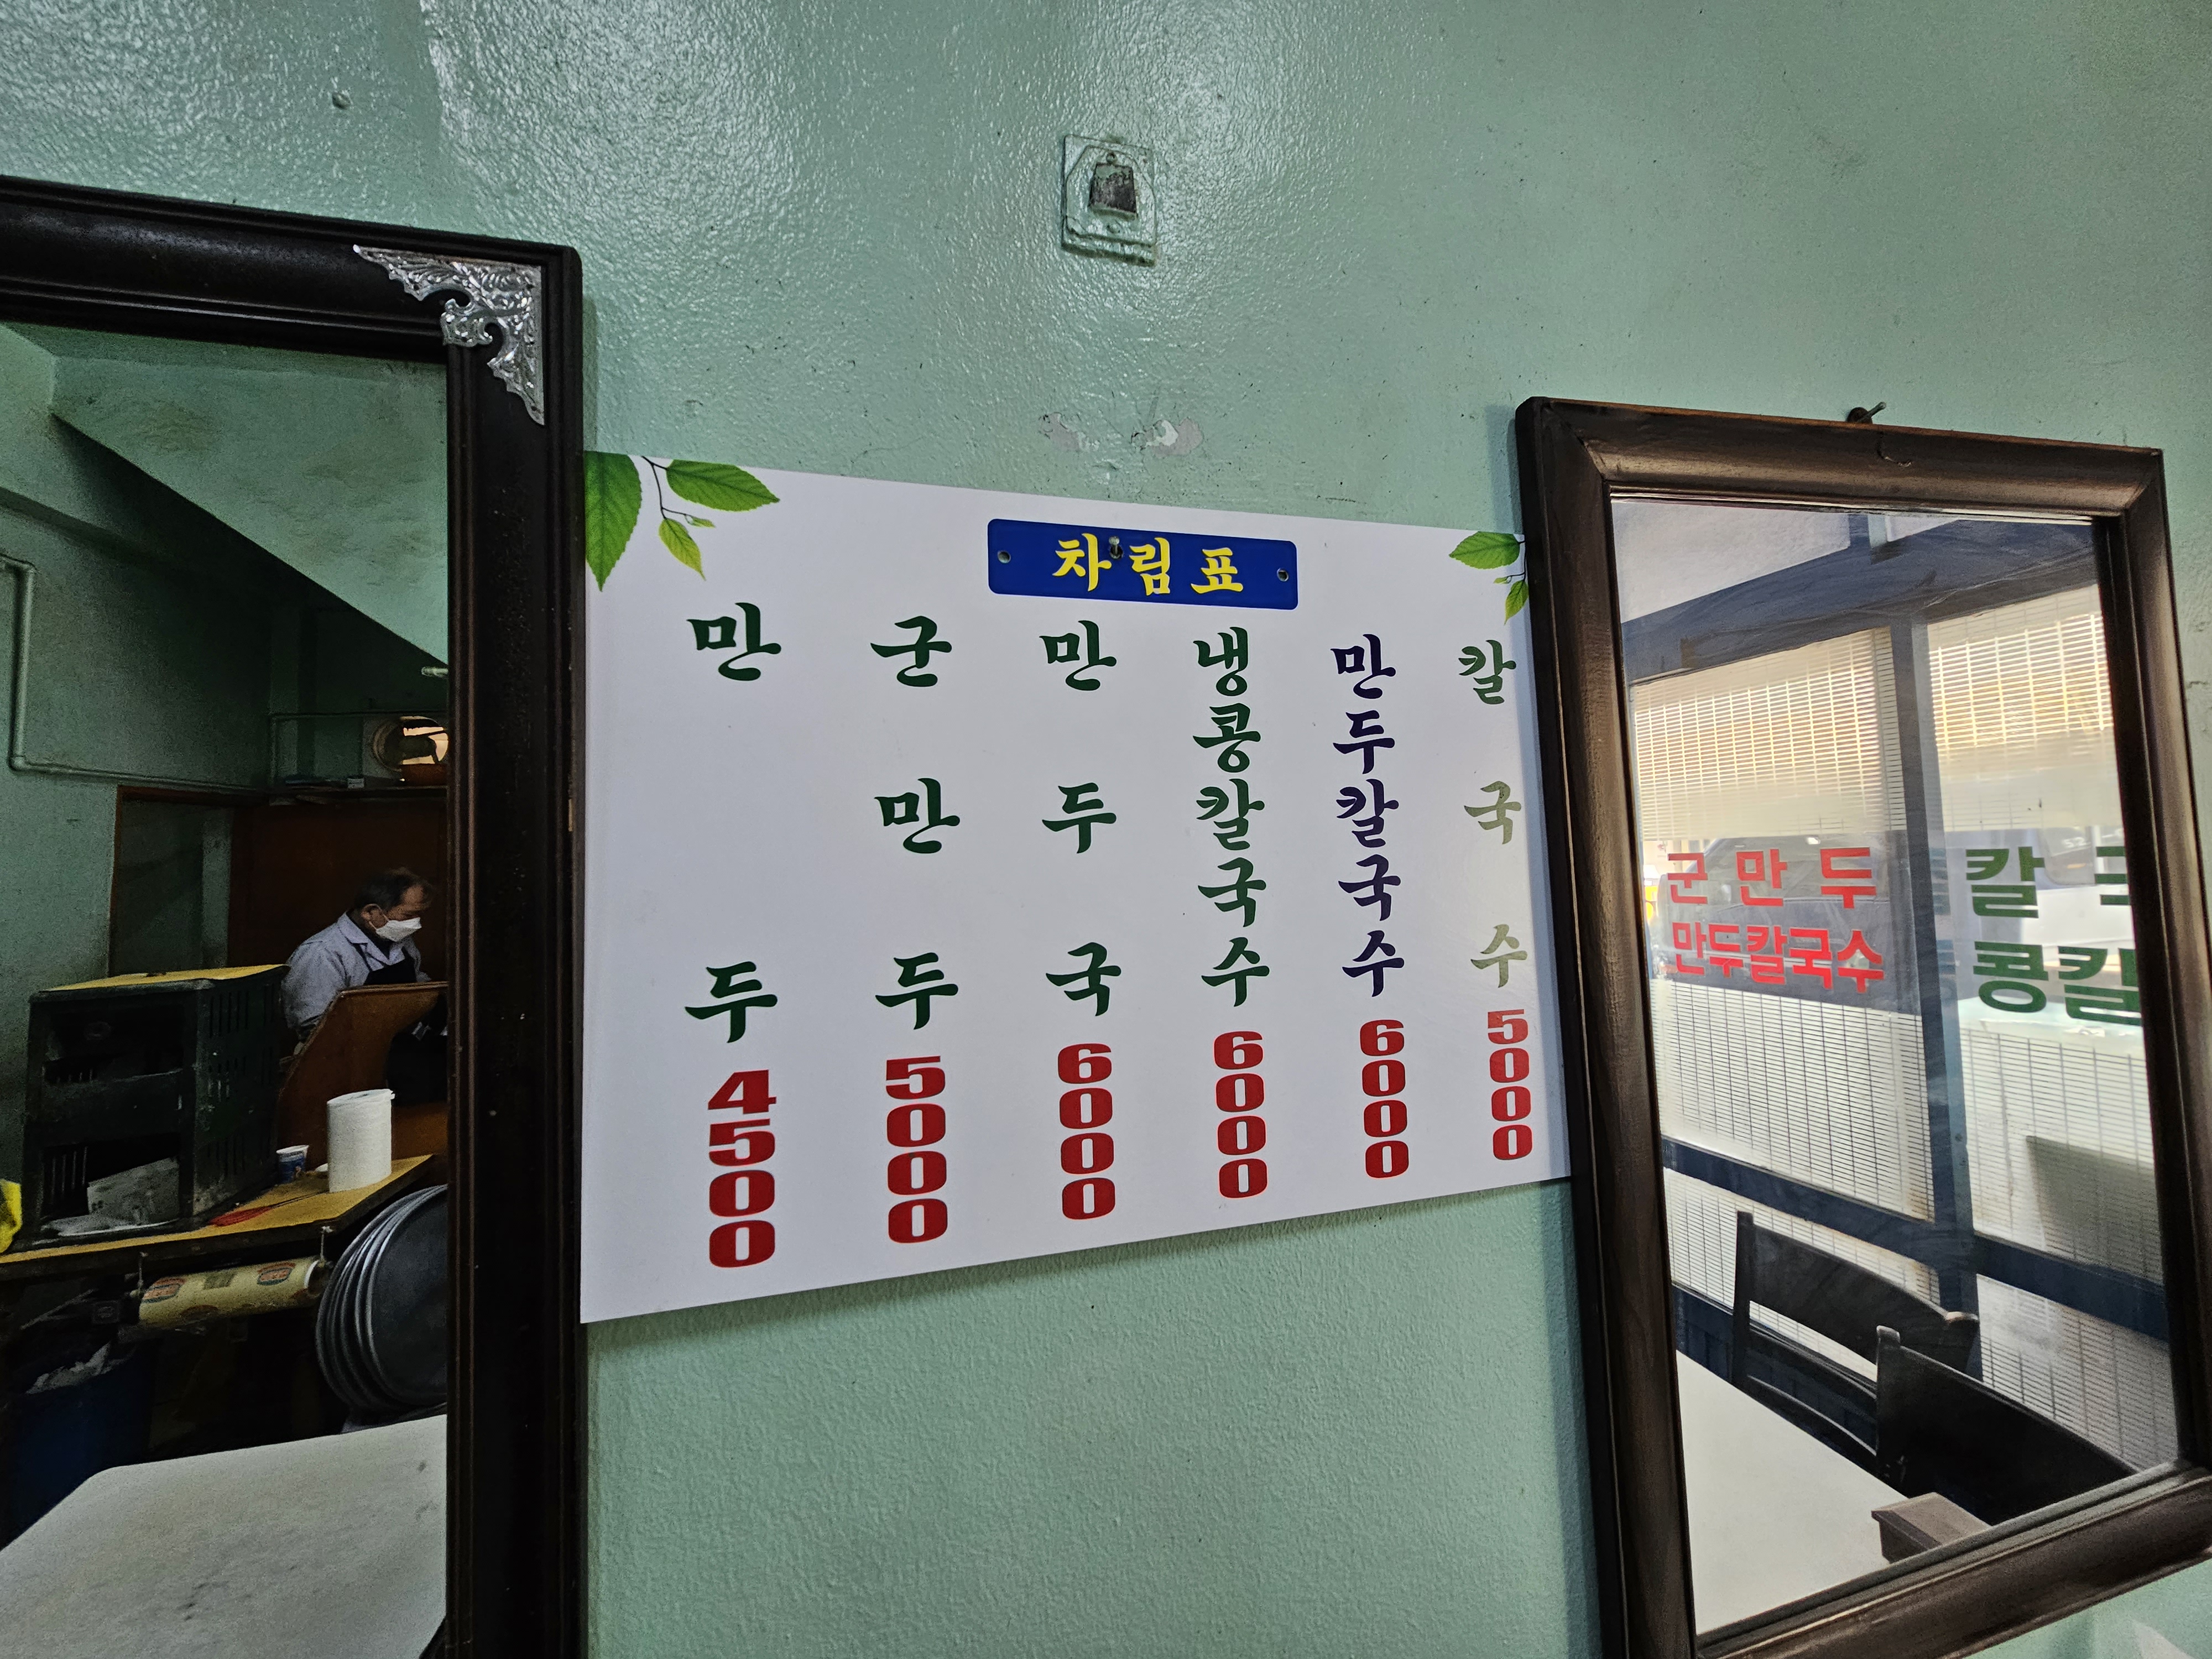 차림표
만두 4500
군만두 5000
만두국 6000
냉콩칼국수 6000
만두칼국수 6000
칼국수 5000
군만두 칼
만두칼국수 콩칼